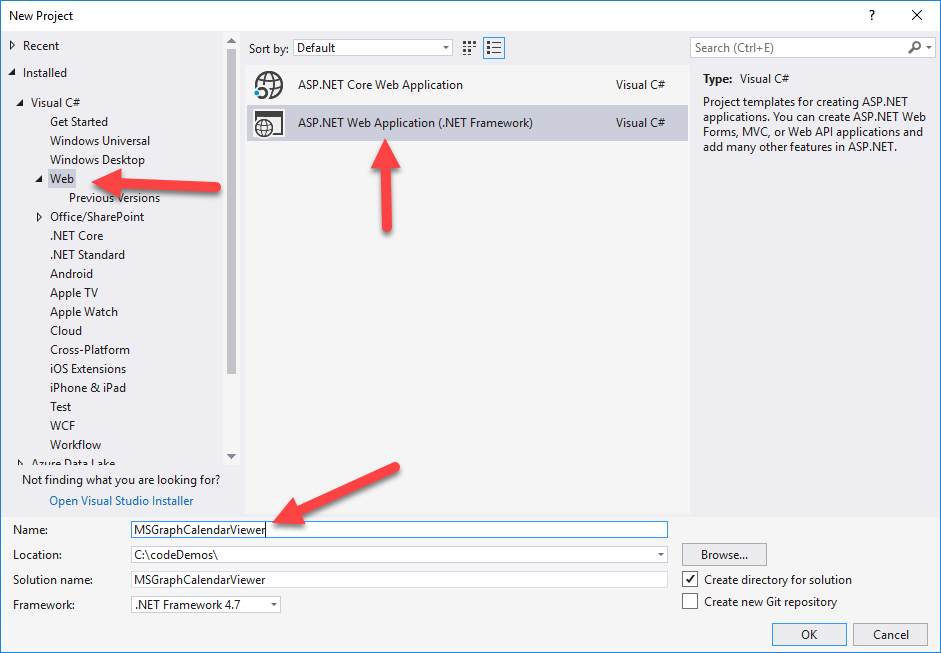 New Project
?
Recent
Installed
Visual C#
Get Started
Windows Universal
Windows Desktop
Web
Previous Versions
Office/SharePoint
.NET Core
.NET Standard
Android
Apple TV
Apple Watch
Cloud
Cross-Platform
iOS Extensions
iPhone & iPad
Test
WCF
Workflow
Azure Data Lake
Not finding what you are looking for?
Open Visual Studio Installer
Sort by: Default
ASP.NET Core Web Application Visual C#
ASP.NET Web Application (.NET Framework) Visual C#
Search (Ctrl+E)
Type: Visual C#
Project templates for creating ASP.NET
applications. You can create ASP.NET Web
Forms, MVC, or Web API applications and
add many other features in ASP.NET.
Name: MSGraphCalendarViewer
Location: C:\codeDemos\
Browse...
Solution name: MSGraphCalendarViewer
Create directory for solution
Framework: .NET Framework 4.7
Create new Git repository
OK Cancel